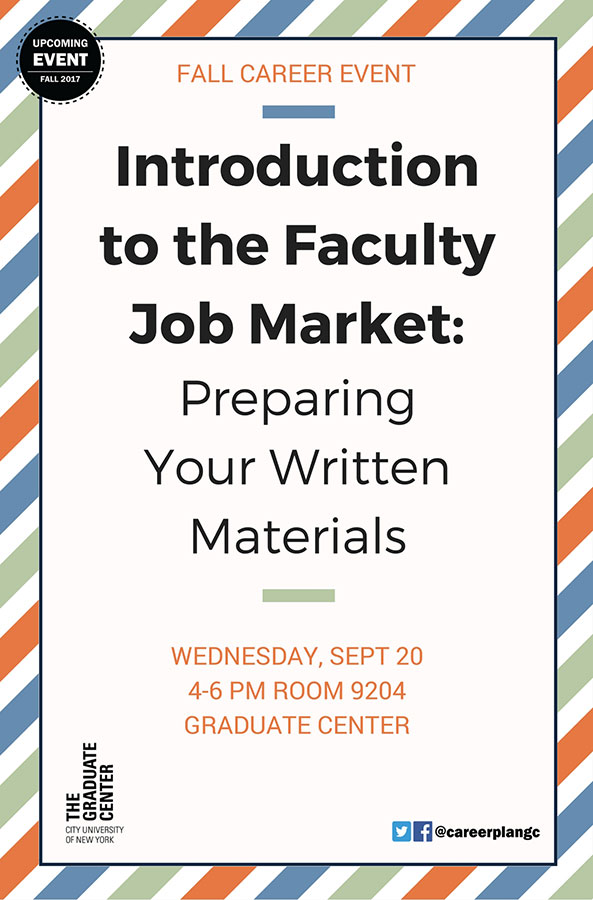 UPCOMING
EVENT
FALL 2017
FALL CAREER EVENT
Introduction
to the Faculty
Job Market:
Preparing
Your Written
Materials
WEDNESDAY, SEPT 20
4-6 PM ROOM 9204
GRADUATE CENTER
THE
GRADUATE
CENTER
CITY UNIVERSITY
OF NEW YORK
@careerplangc